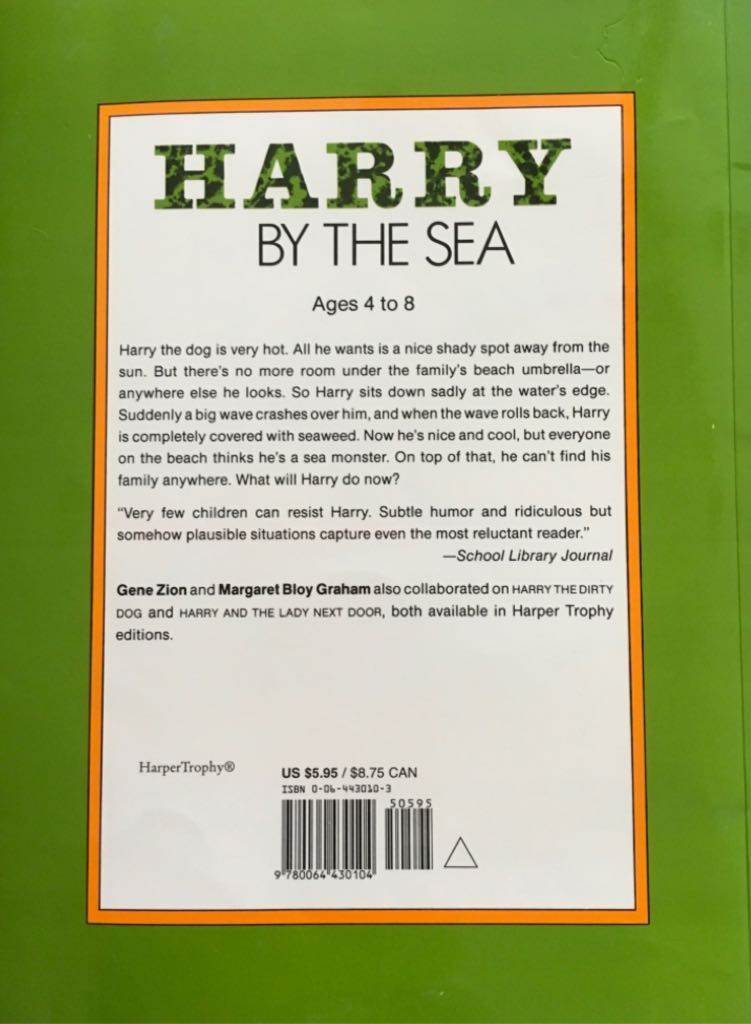 HARRY
BY THE SEA
Ages 4 to 8
Harry the dog is very hot. All he wants is a nice shady spot away from the
sun. But there's no more room under the family's beach umbrella—or
anywhere else he looks. So Harry sits down sadly at the water's edge.
Suddenly a big wave crashes over him, and when the wave rolls back, Harry
is completely covered with seaweed. Now he's nice and cool, but everyone
on the beach thinks he's a sea monster. On top of that, he can't find his
family anywhere. What will Harry do now?
"Very few children can resist Harry. Subtle humor and ridiculous but
somehow plausible situations capture even the most reluctant reader."
—School Library Journal
Gene Zion and Margaret Bloy Graham also collaborated on HARRY THE DIRTY
DOG and HARRY AND THE LADY NEXT DOOR, both available in Harper Trophy
editions.
HarperTrophy®
US $5.95 / $8.75 CAN
ISBN 0-06-443010-3
50595
9 780064 430104